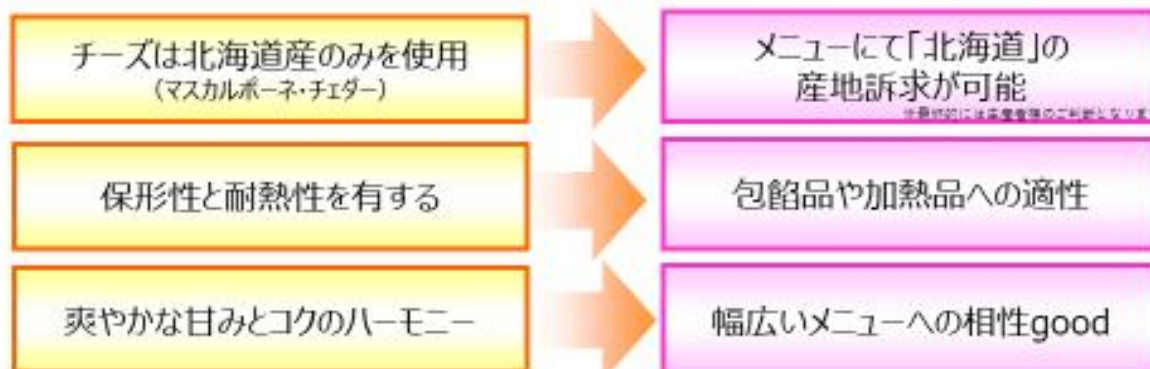 チーズは北海道産のみを使用
(マスカルポーネ・チェダー)
メニューにて「北海道」の
産地訴求が可能
保形性と耐熱性を有する
包餡品や加熱品への適性
爽やかな甘みとコクのハーモニー
幅広いメニューへの相性good